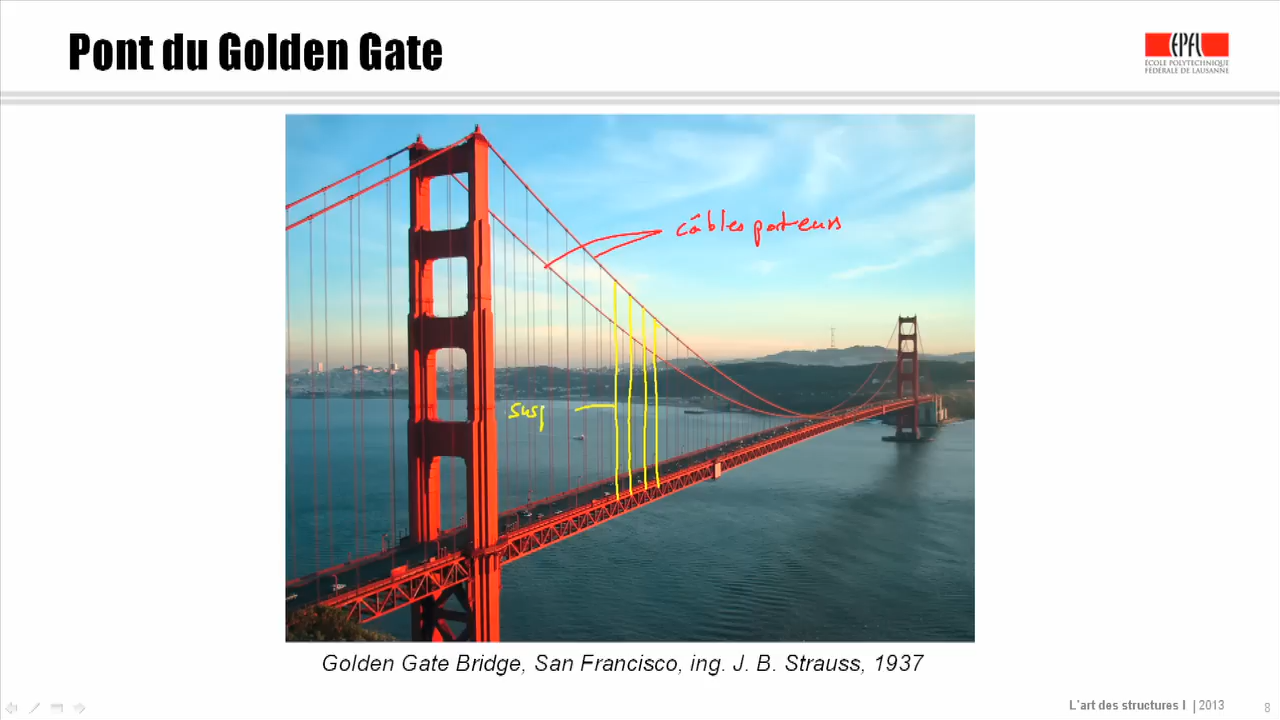 Pont du Golden Gate
EPFL
ÉCOLE POLYTECHNIQUE
FÉDÉRALE DE LAUSANNE
câbles porteurs
susp
Golden Gate Bridge, San Francisco, ing. J. B. Strauss, 1937
L'art des structures I | 2013
8